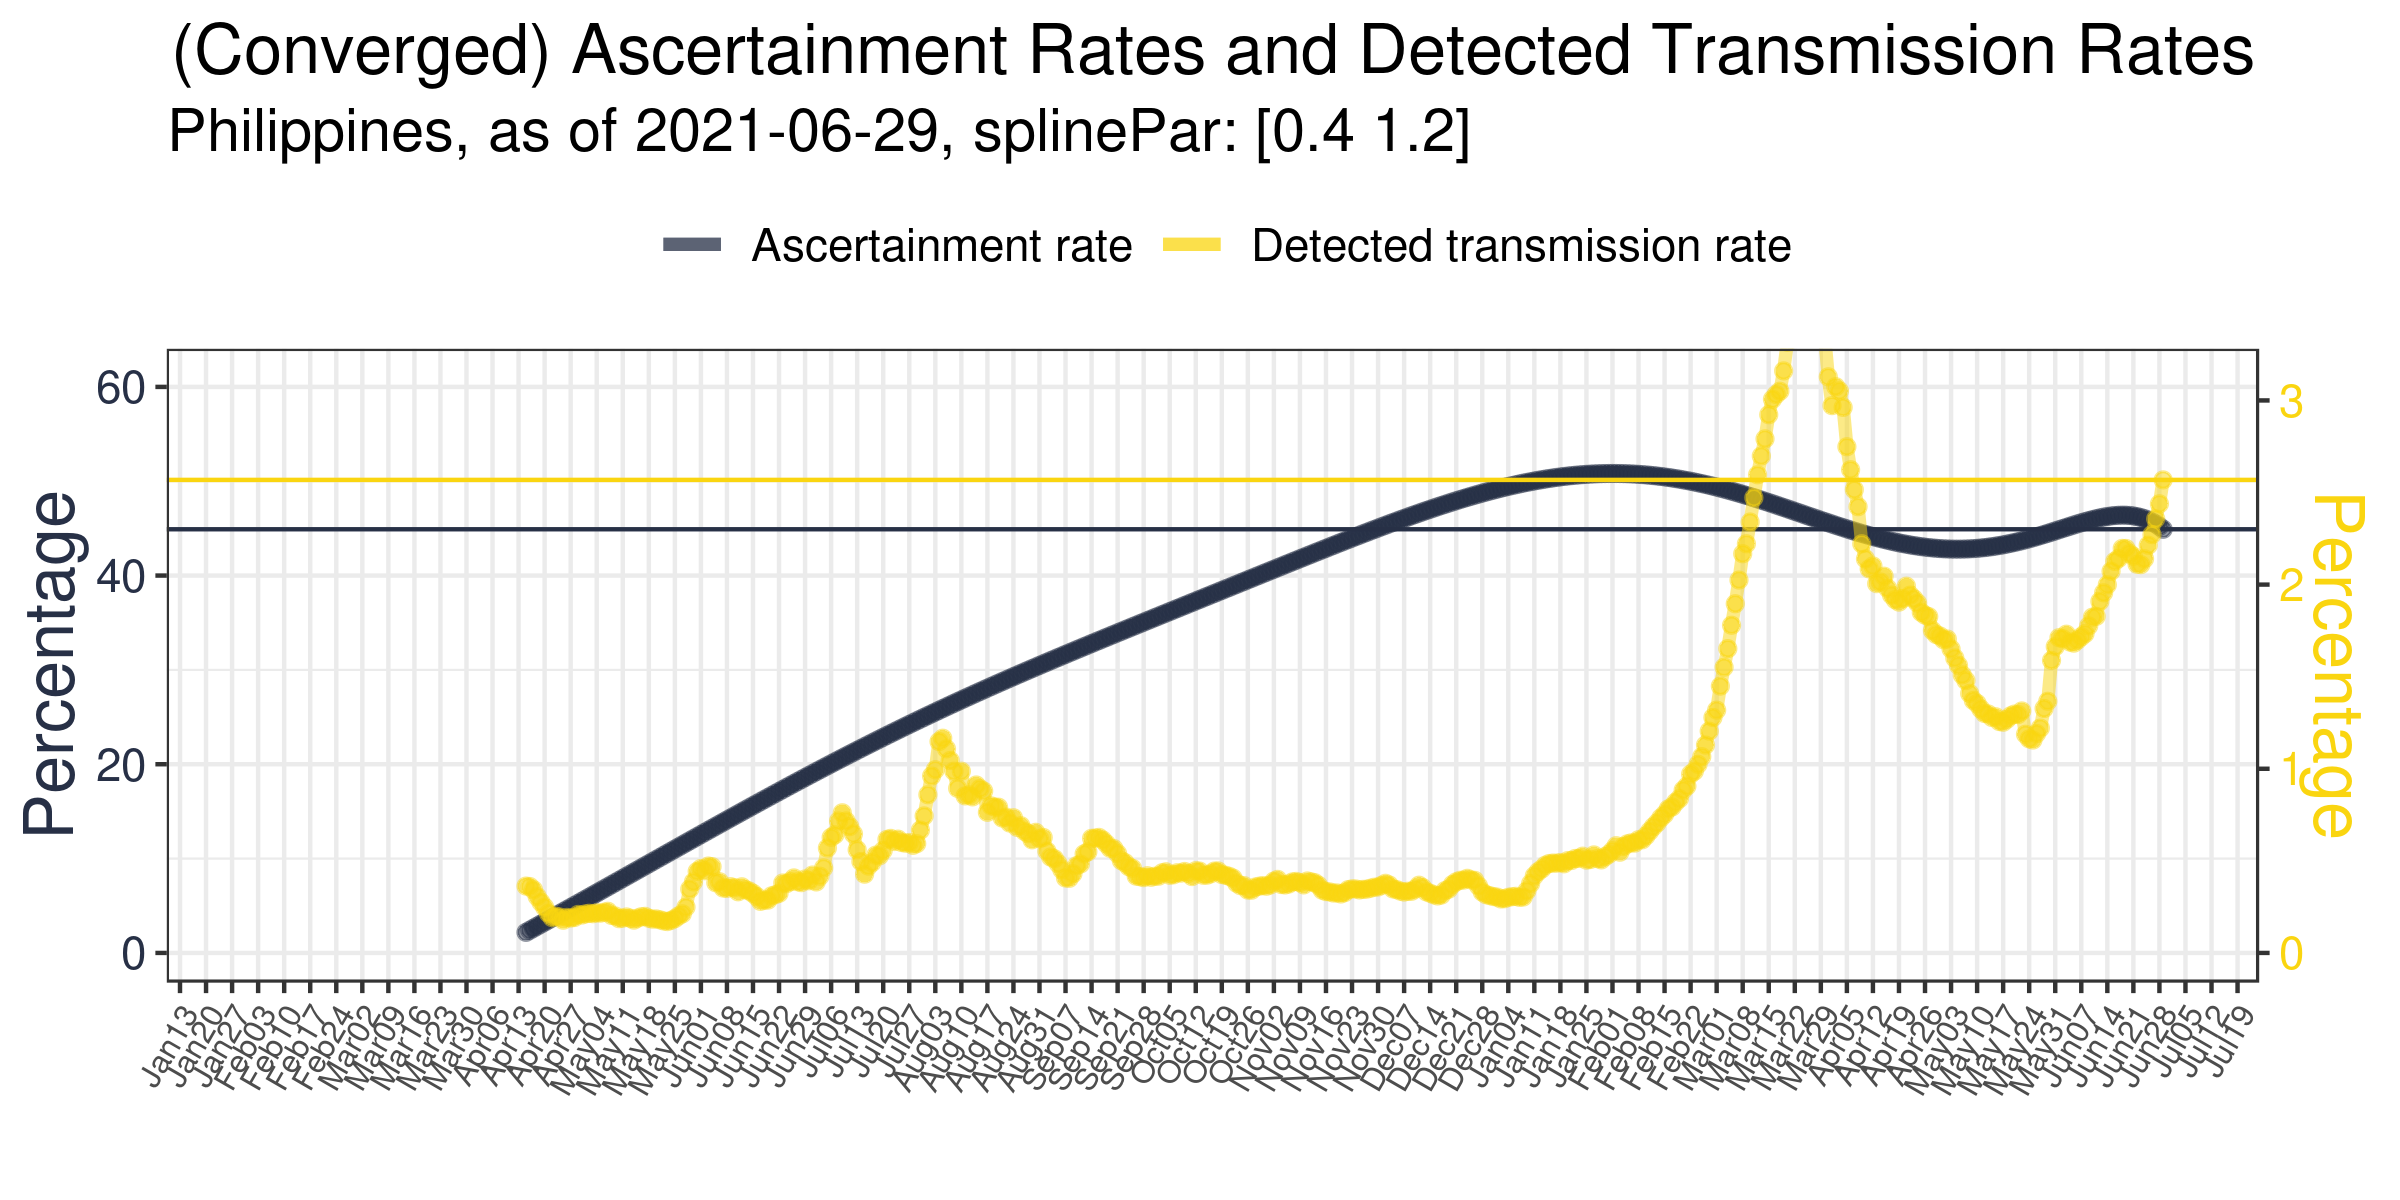 (Converged) Ascertainment Rates and Detected Transmission Rates
Philippines, as of 2021-06-29, splinePar: [0.4 1.2]
Ascertainment rate Detected transmission rate
Percentage
60
40
20
0
3
2
1
0
Percentage
Jan13 Jan20 Jan27 Feb03 Feb10 Feb17 Feb24 Mar02 Mar09 Mar16 Mar23 Mar30 Apr06 Apr13 Apr20 Apr27 May04 May11 May18 May25 Jun01 Jun08 Jun15 Jun22 Jun29 Jul06 Jul13 Jul20 Jul27 Aug03 Aug10 Aug17 Aug24 Aug31 Sep07 Sep14 Sep21 Sep28 Oct05 Oct12 Oct19 Oct26 Nov02 Nov09 Nov16 Nov23 Nov30 Dec07 Dec14 Dec21 Dec28 Jan04 Jan11 Jan18 Jan25 Feb01 Feb08 Feb15 Feb22 Mar01 Mar08 Mar15 Mar22 Mar29 Apr05 Apr12 Apr19 Apr26 May03 May10 May17 May24 May31 Jun07 Jun14 Jun21 Jun28 Jul05 Jul12 Jul19